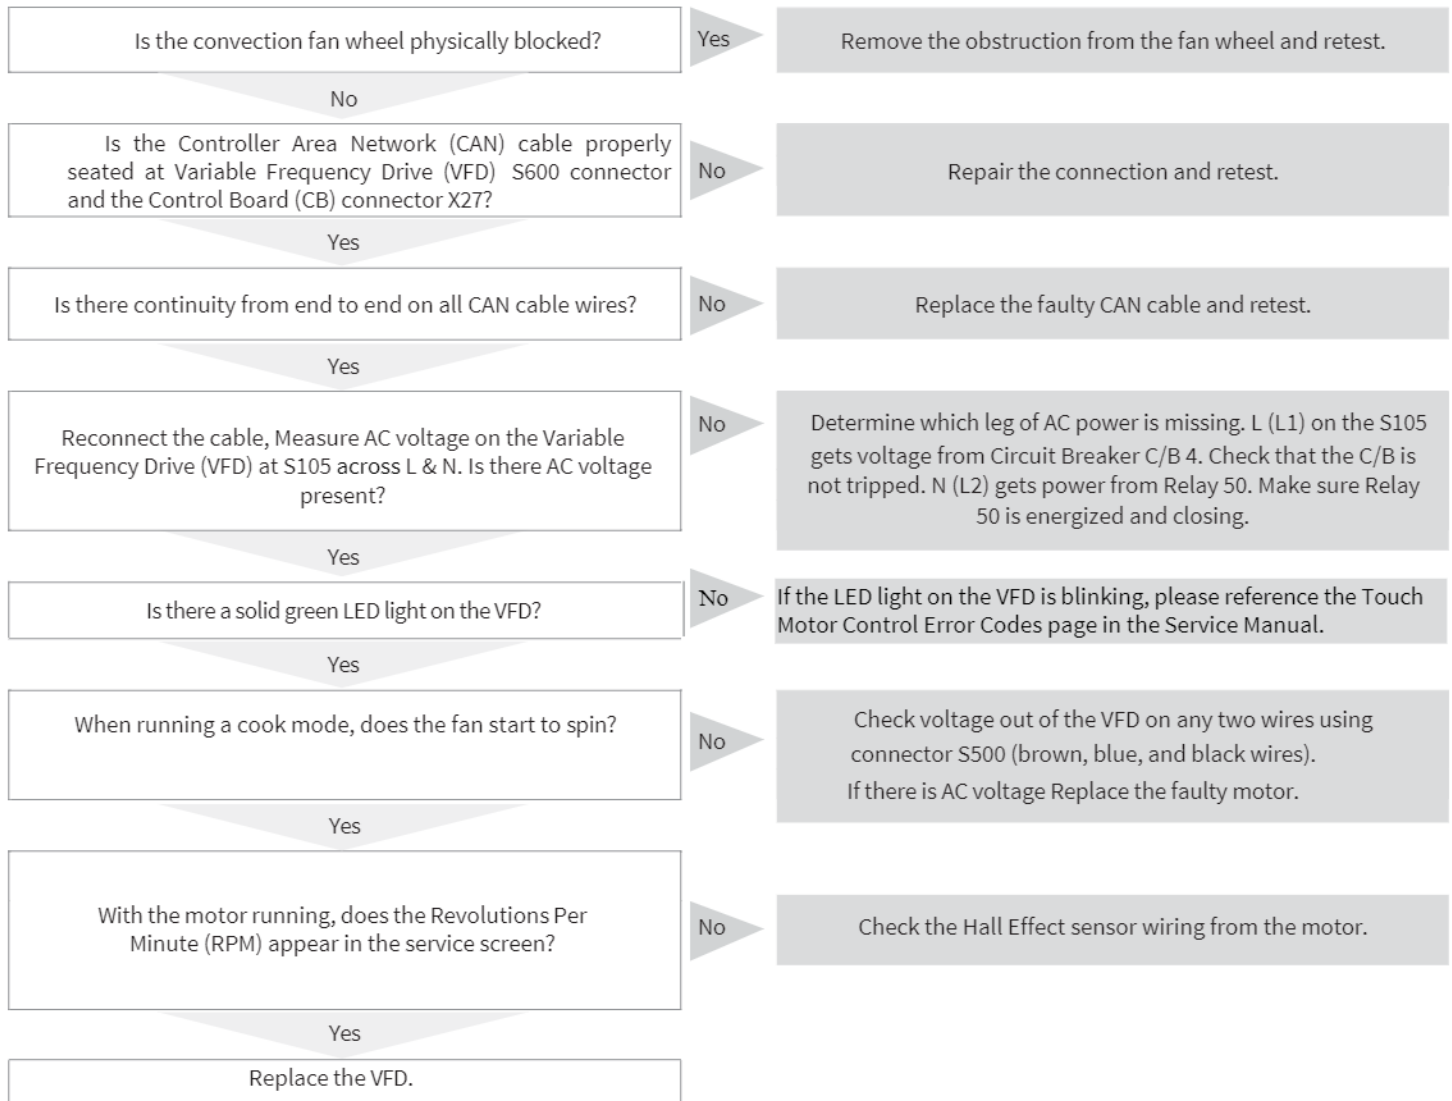 Is the convection fan wheel physically blocked?
Yes
Remove the obstruction from the fan wheel and retest.
No
Is the Controller Area Network (CAN) cable properly
seated at Variable Frequency Drive (VFD) S600 connector
and the Control Board (CB) connector X27?
No
Repair the connection and retest.
Yes
Is there continuity from end to end on all CAN cable wires?
No
Replace the faulty CAN cable and retest.
Yes
Reconnect the cable, Measure AC voltage on the Variable
Frequency Drive (VFD) at S105 across L & N. Is there AC voltage
present?
No
Determine which leg of AC power is missing. L (L1) on the S105
gets voltage from Circuit Breaker C/B 4. Check that the C/B is
not tripped. N (L2) gets power from Relay 50. Make sure Relay
50 is energized and closing.
Yes
Is there a solid green LED light on the VFD?
No
If the LED light on the VFD is blinking, please reference the Touch
Motor Control Error Codes page in the Service Manual.
Yes
When running a cook mode, does the fan start to spin?
No
Check voltage out of the VFD on any two wires using
connector S500 (brown, blue, and black wires).
If there is AC voltage Replace the faulty motor.
Yes
With the motor running, does the Revolutions Per
Minute (RPM) appear in the service screen?
No
Check the Hall Effect sensor wiring from the motor.
Yes
Replace the VFD.